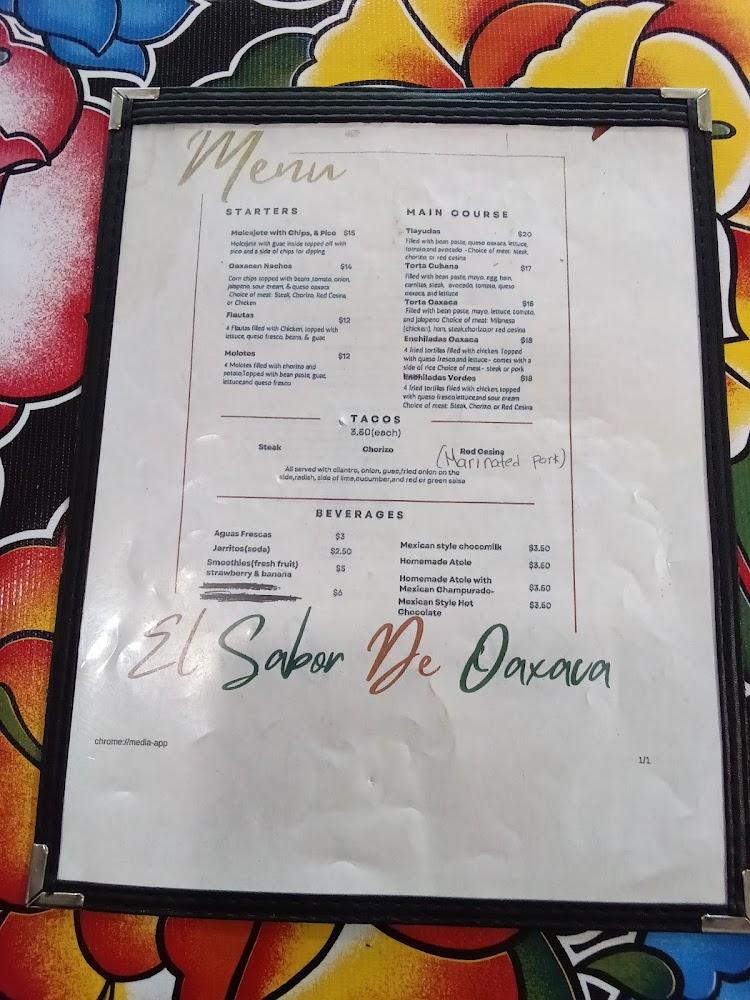 Menu
STARTERS
Molcajete with Chips, & Pico $15
Molcajete with guac inside topped off with
pico and a side of chips for dipping
Oaxacan Nachos $14
Corn chips topped with beans, tomato, onion,
jalapeno, sour cream, & queso oaxaca
Choice of meat: Steak, Chorizo, Red Cesina
or Chicken
Flautas $12
4 Flautas filled with Chicken, topped with
lettuce, queso fresco, beans, & guac
Molotes $12
4 Molotes filled with chorizo and
potato.Topped with bean paste, guac,
lettuce and queso fresco
MAIN COURSE
Tlayudas $20
Filled with bean paste, queso oaxaca, lettuce,
tomato and avocado - Choice of meat: steak,
chorizo or red cesina
Torta Cubana $17
Filled with bean paste, mayo, egg, ham,
carnitas, steak, avocado, tomato, queso
oaxaca, and lettuce
Torta Oaxaca
Filled with bean paste, mayo, lettuce, tomato,
and jalapeno Choice of meat: Milanesa
(chicken), ham, steak,chorizo,or red cesina
Enchiladas Oaxaca $18
4 fried tortillas filled with chicken. Topped
with queso fresco,and lettuce - comes with a
side of rice Choice of meat- steak or pork
Enchiladas Verdes $18
4 fried tortillas filled with chicken, topped
with queso fresco,lettuce,and sour cream
Choice of meat: Steak, Chorizo, or Red Cesina
TACOS
3.50(each)
Steak Chorizo Red Cesina
(Marinated Pork)
All served with cilantro, onion, guac,fried onion on the
side,radish, side of lime,cucumber,and red or green salsa
BEVERAGES
Aguas Frescas $3
Jarritos(soda) $2.50
Smoothies(fresh fruit) $5
strawberry & banana
$6
Mexican style chocomilk $3.50
Homemade Atole $3.50
Homemade Atole with
Mexican Champurado- $3.50
Mexican Style Hot $3.50
Chocolate
El Sabor De Oaxaca
chrome://media-app
1/1